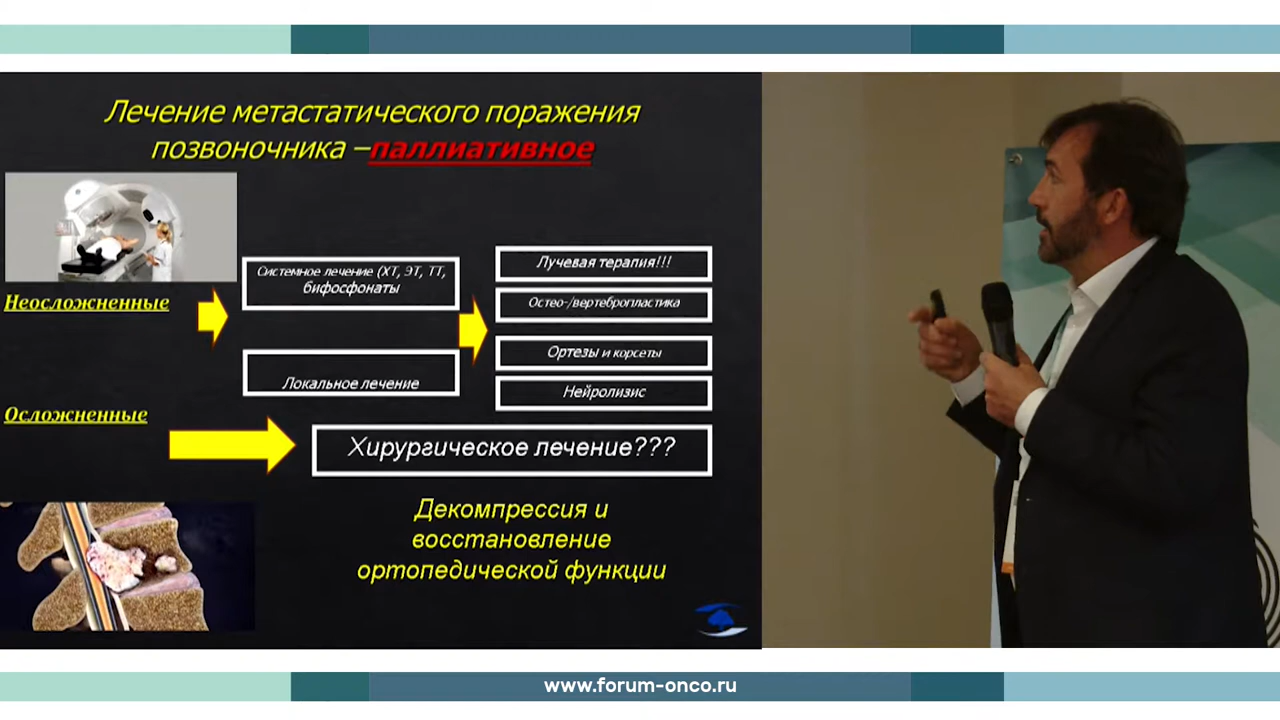 Лечение метастатического поражения
позвоночника –паллиативное
Неосложненные
Системное лечение (ХТ, ЭТ, ТТ,
бифосфонаты
Локальное лечение
Лучевая терапия!!!
Остео-/вертебропластика
Ортезы и корсеты
Нейролизис
Осложненные
Хирургическое лечение???
Декомпрессия и
восстановление
ортопедической функции
www.forum-onco.ru